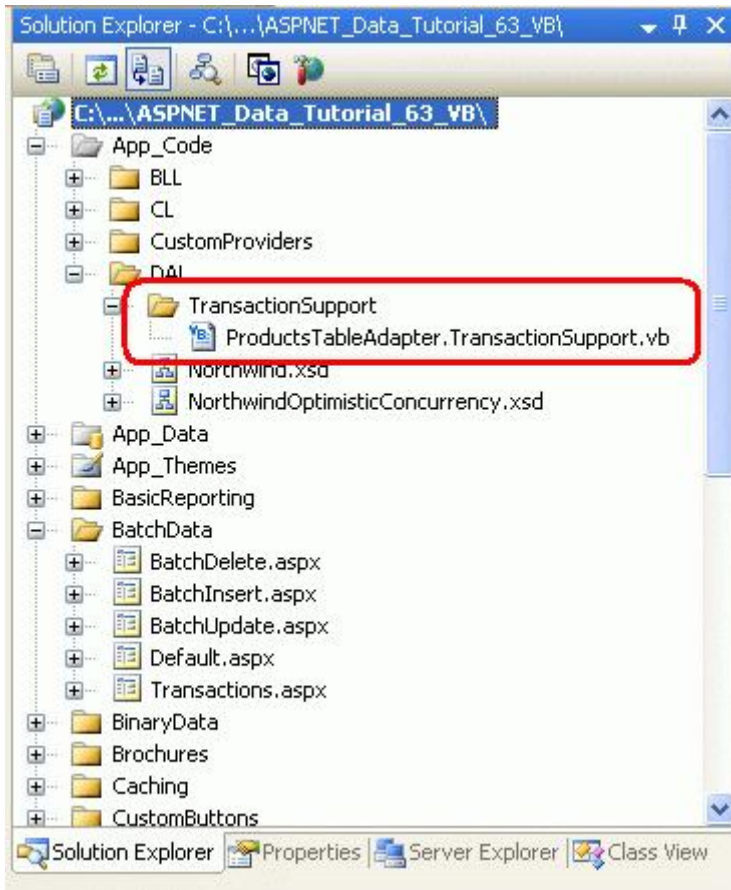 Solution Explorer - C:\...\ASPNET_Data_Tutorial_63_VB\
C:\...\ASPNET_Data_Tutorial_63_VB\
App_Code
BLL
CL
CustomProviders
DAL
TransactionSupport
ProductsTableAdapter.TransactionSupport.vb
Northwind.xsd
NorthwindOptimisticConcurrency.xsd
App_Data
App_Themes
BasicReporting
BatchData
BatchDelete.aspx
BatchInsert.aspx
BatchUpdate.aspx
Default.aspx
Transactions.aspx
BinaryData
Brochures
Caching
CustomButtons
Solution Explorer Properties Server Explorer Class View